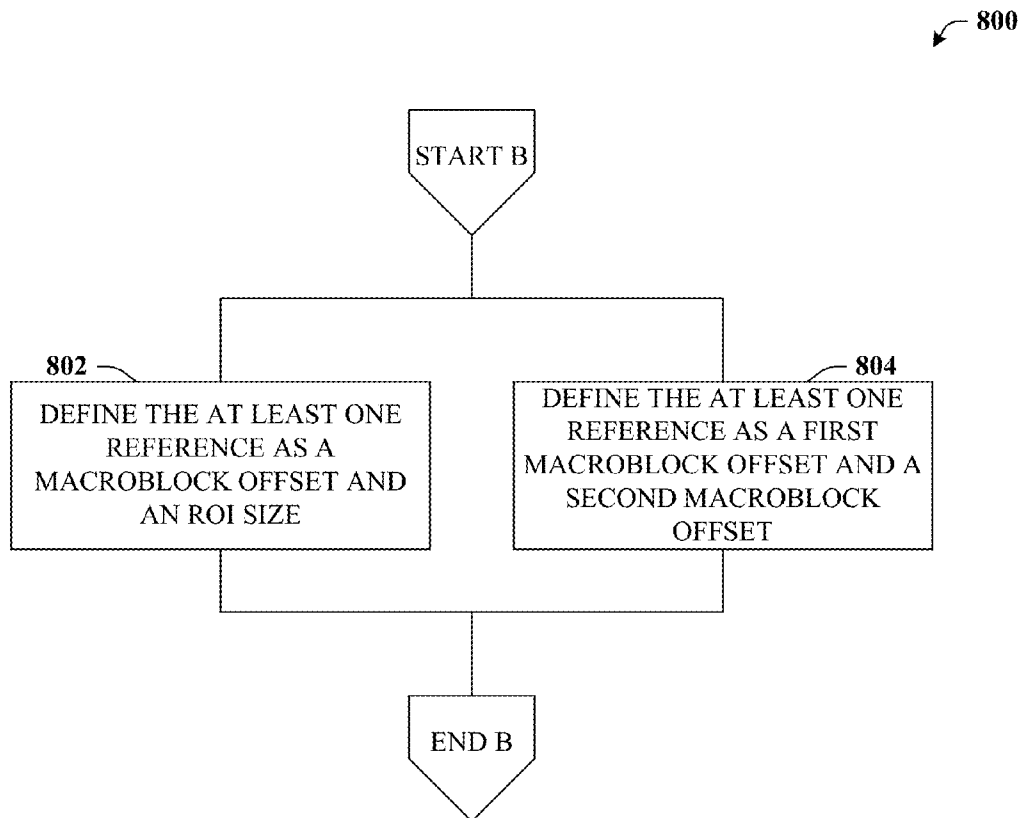 800
START B
802
DEFINE THE AT LEAST ONE
REFERENCE AS A
MACROBLOCK OFFSET AND
AN ROI SIZE
804
DEFINE THE AT LEAST ONE
REFERENCE AS A FIRST
MACROBLOCK OFFSET AND A
SECOND MACROBLOCK
OFFSET
END B